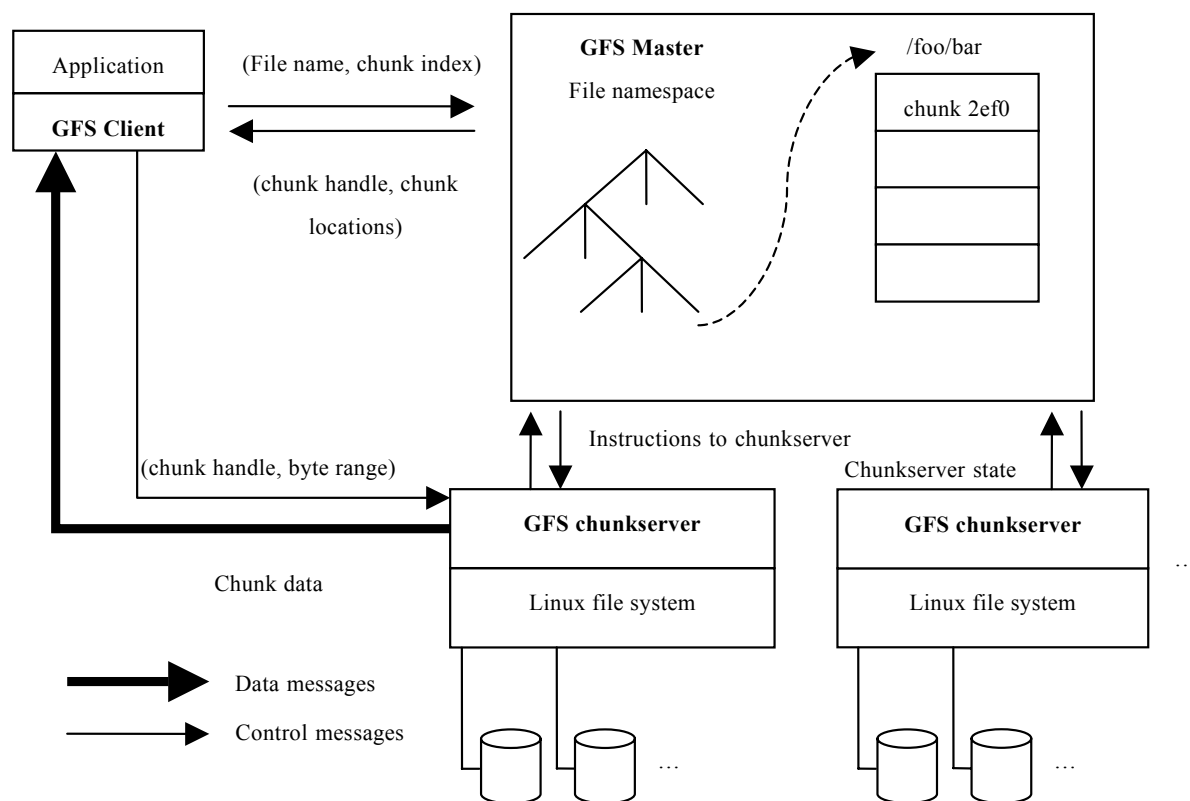 Application
GFS Client
(File name, chunk index)
(chunk handle, chunk
locations)
GFS Master
File namespace
/foo/bar
chunk 2ef0
Instructions to chunkserver
Chunkserver state
(chunk handle, byte range)
GFS chunkserver
Linux file system
GFS chunkserver
Linux file system
…
Chunk data
Data messages
Control messages
…
…